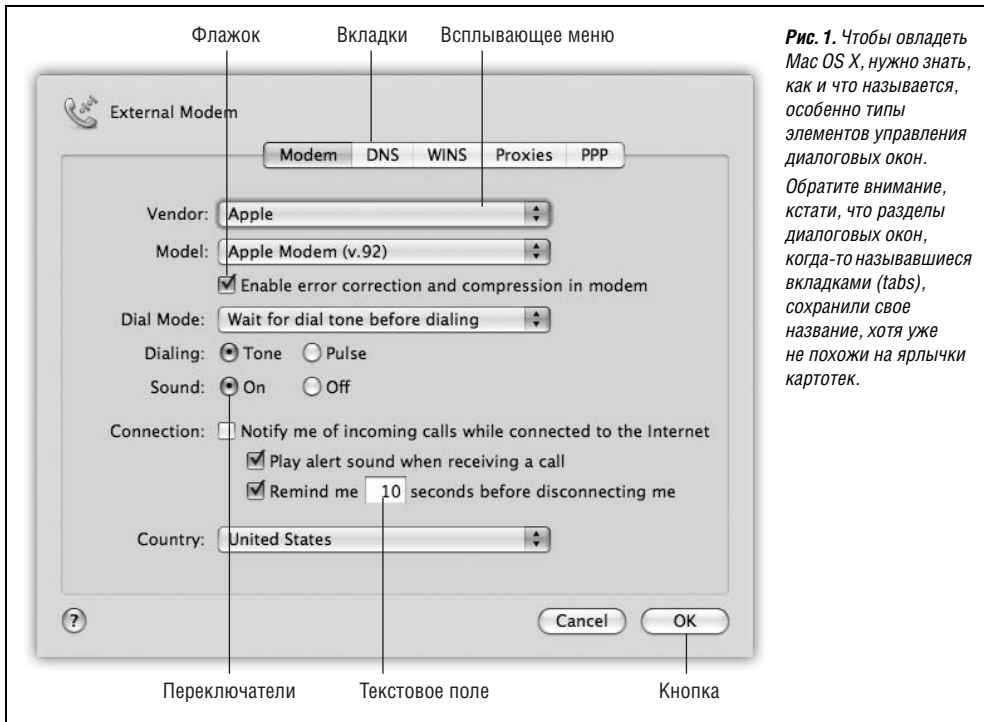 Флажок Вкладки Всплывающее меню
External Modem
Modem DNS WINS Proxies PPP
Vendor: Apple
Model: Apple Modem (v.92)
Enable error correction and compression in modem
Dial Mode: Wait for dial tone before dialing
Dialing: Tone Pulse
Sound: On Off
Connection: Notify me of incoming calls while connected to the Internet
Play alert sound when receiving a call
Remind me 10 seconds before disconnecting me
Country: United States
? Cancel OK
Переключатели Текстовое поле Кнопка
Рис. 1. Чтобы овладеть
Mac OS X, нужно знать,
как и что называется,
особенно типы
элементов управления
диалоговых окон.
Обратите внимание,
кстати, что разделы
диалоговых окон,
когда-то называвшиеся
вкладками (tabs),
сохранили свое
название, хотя уже
не похожи на ярлычки
картотек.